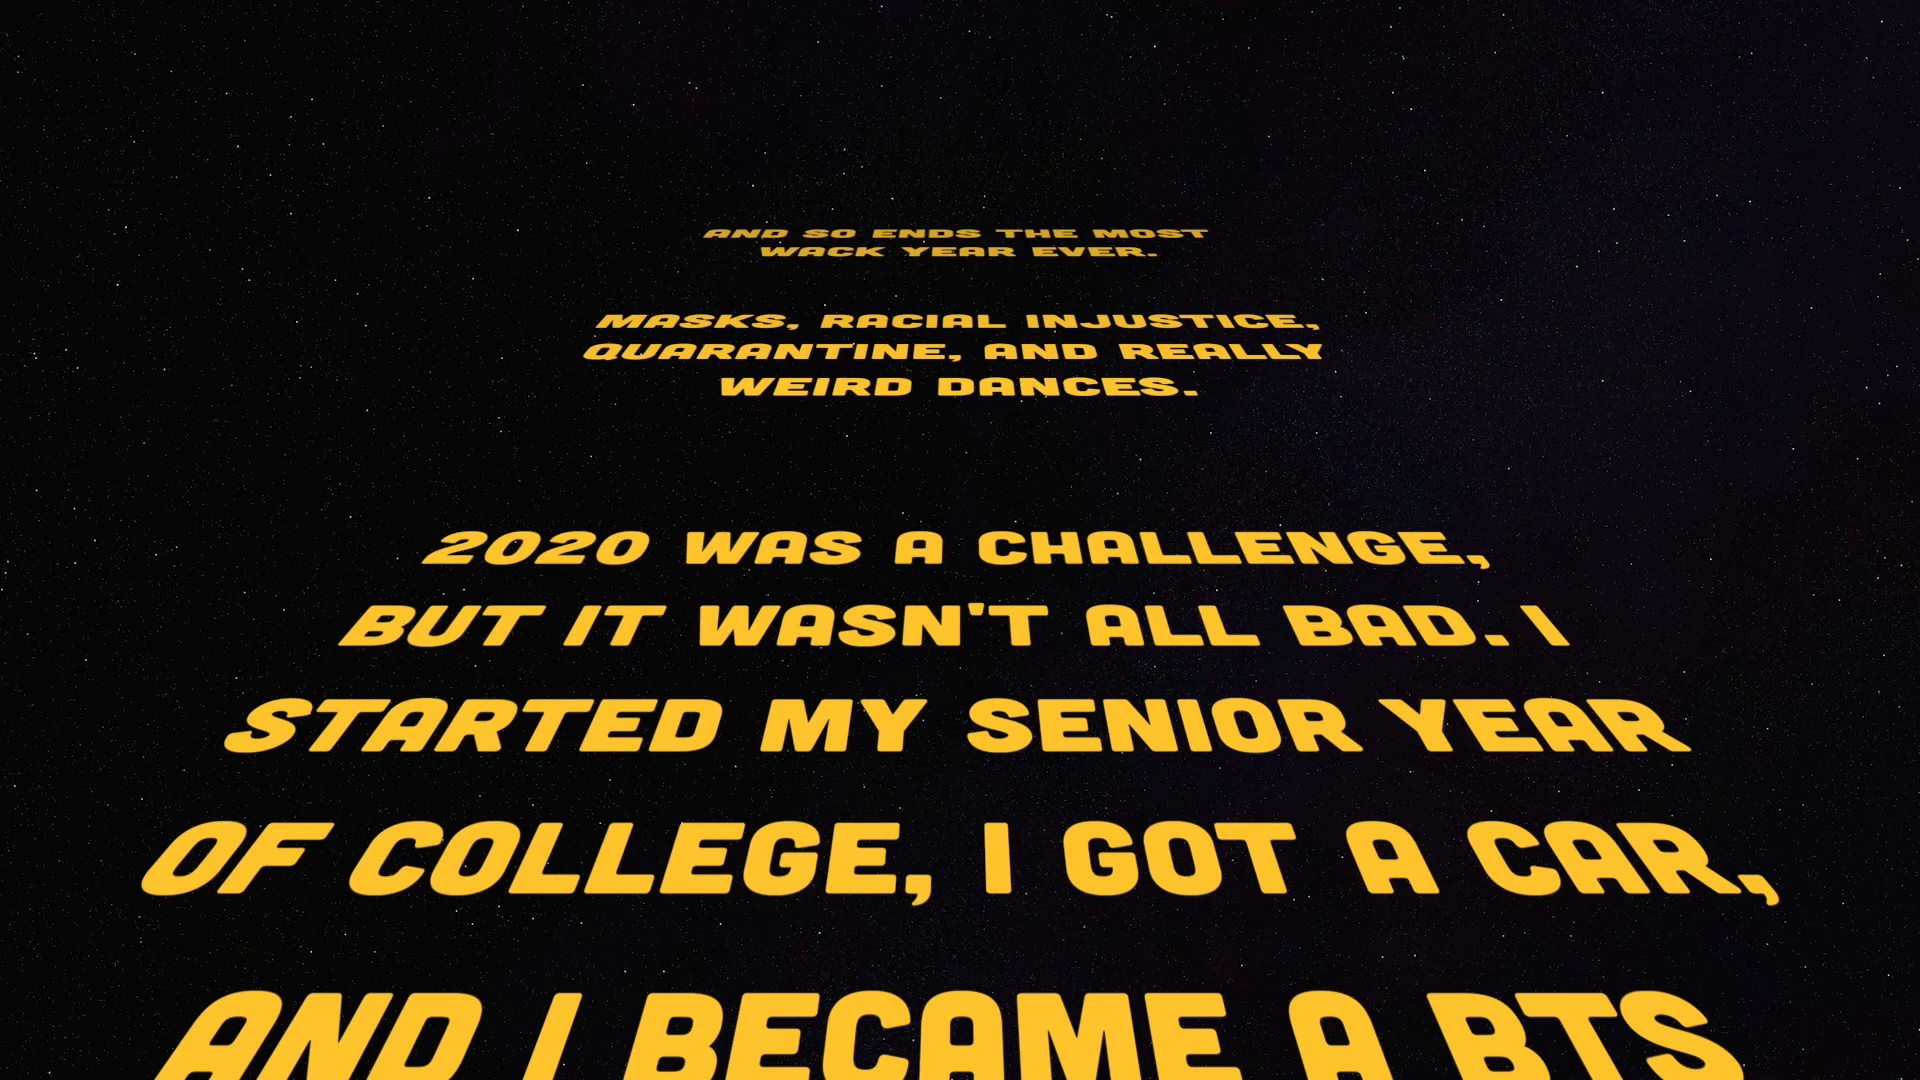 AND SO ENDS THE MOST
WACK YEAR EVER.
MASKS, RACIAL INJUSTICE,
QUARANTINE, AND REALLY
WEIRD DANCES.
2020 WAS A CHALLENGE,
BUT IT WASN'T ALL BAD. I
STARTED MY SENIOR YEAR
OF COLLEGE, I GOT A CAR,
AND I BECAME A BTS